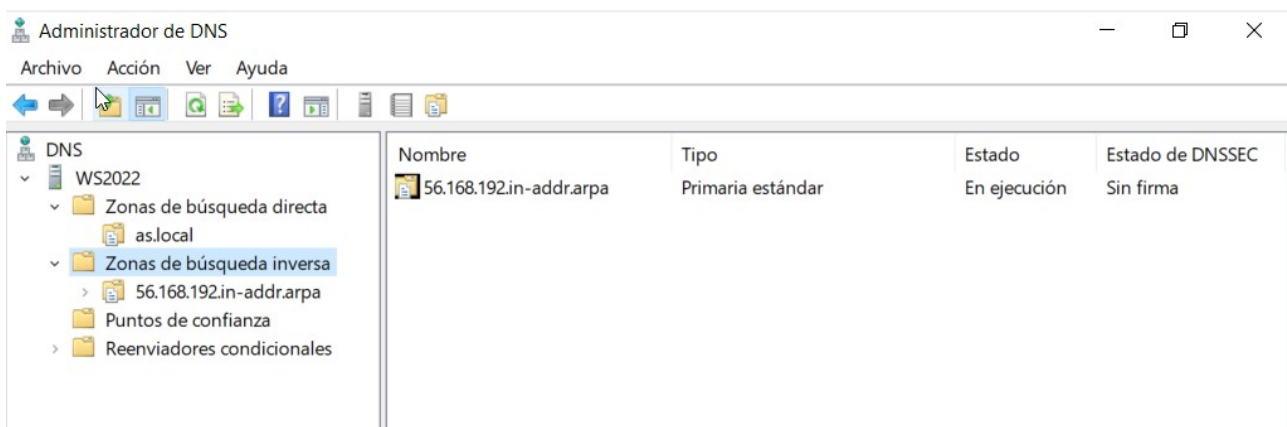 Administrador de DNS
Archivo Acción Ver Ayuda
DNS
WS2022
Zonas de búsqueda directa
as.local
Zonas de búsqueda inversa
56.168.192.in-addr.arpa
Puntos de confianza
Reenviadores condicionales
Nombre Tipo Estado Estado de DNSSEC
56.168.192.in-addr.arpa Primaria estándar En ejecución Sin firma